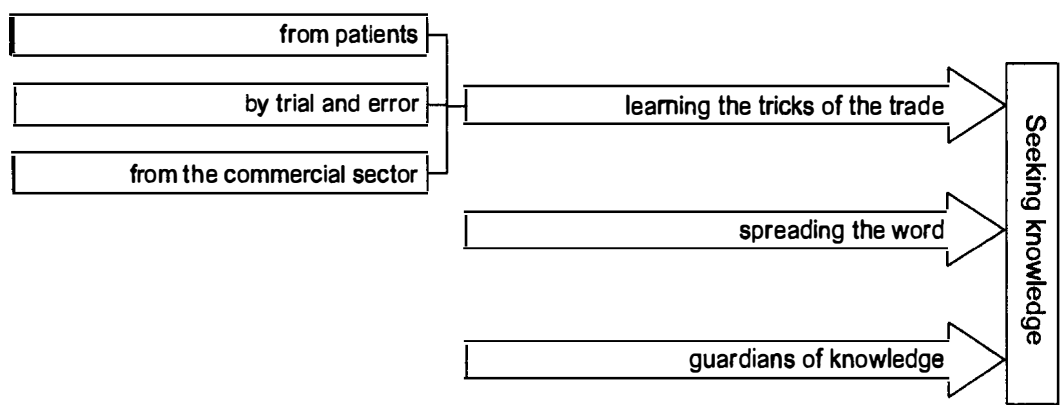 from patients
by trial and error
from the commercial sector
learning the tricks of the trade
spreading the word
guardians of knowledge
Seeking knowledge